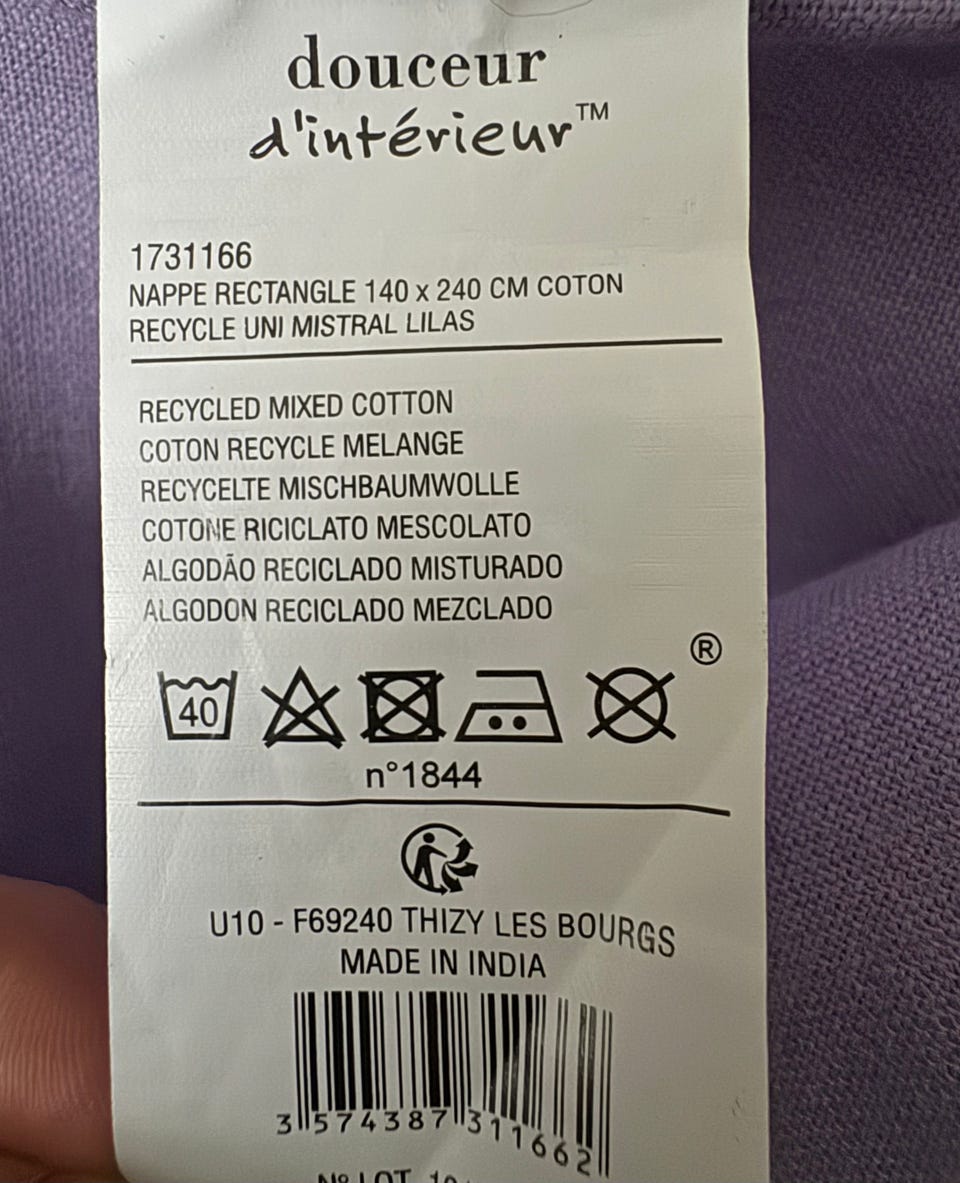 douceur
d'intérieur™
1731166
NAPPE RECTANGLE 140 x 240 CM COTON
RECYCLE UNI MISTRAL LILAS
RECYCLED MIXED COTTON
COTON RECYCLE MELANGE
RECYCELTE MISCHBAUMWOLLE
COTONE RICICLATO MESCOLATO
ALGODÃO RECICLADO MISTURADO
ALGODON RECICLADO MEZCLADO
®
40
n°1844
U10 - F69240 THIZY LES BOURGS
MADE IN INDIA
3 574387 311662
Nº LOT